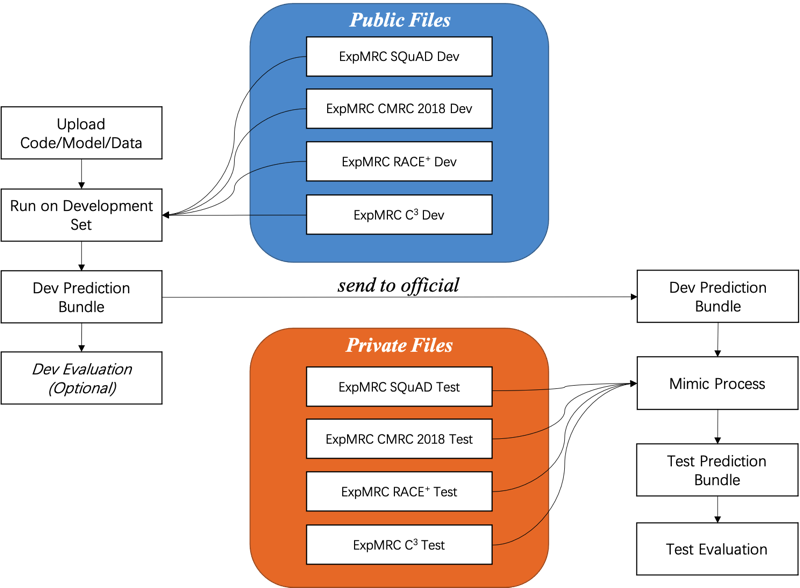 Public Files
ExpMRC SQuAD Dev
ExpMRC CMRC 2018 Dev
ExpMRC RACE⁺ Dev
ExpMRC C³ Dev
Upload
Code/Model/Data
Run on Development
Set
Dev Prediction
Bundle
Dev Evaluation
(Optional)
send to official
Private Files
ExpMRC SQuAD Test
ExpMRC CMRC 2018 Test
ExpMRC RACE⁺ Test
ExpMRC C³ Test
Dev Prediction
Bundle
Mimic Process
Test Prediction
Bundle
Test Evaluation